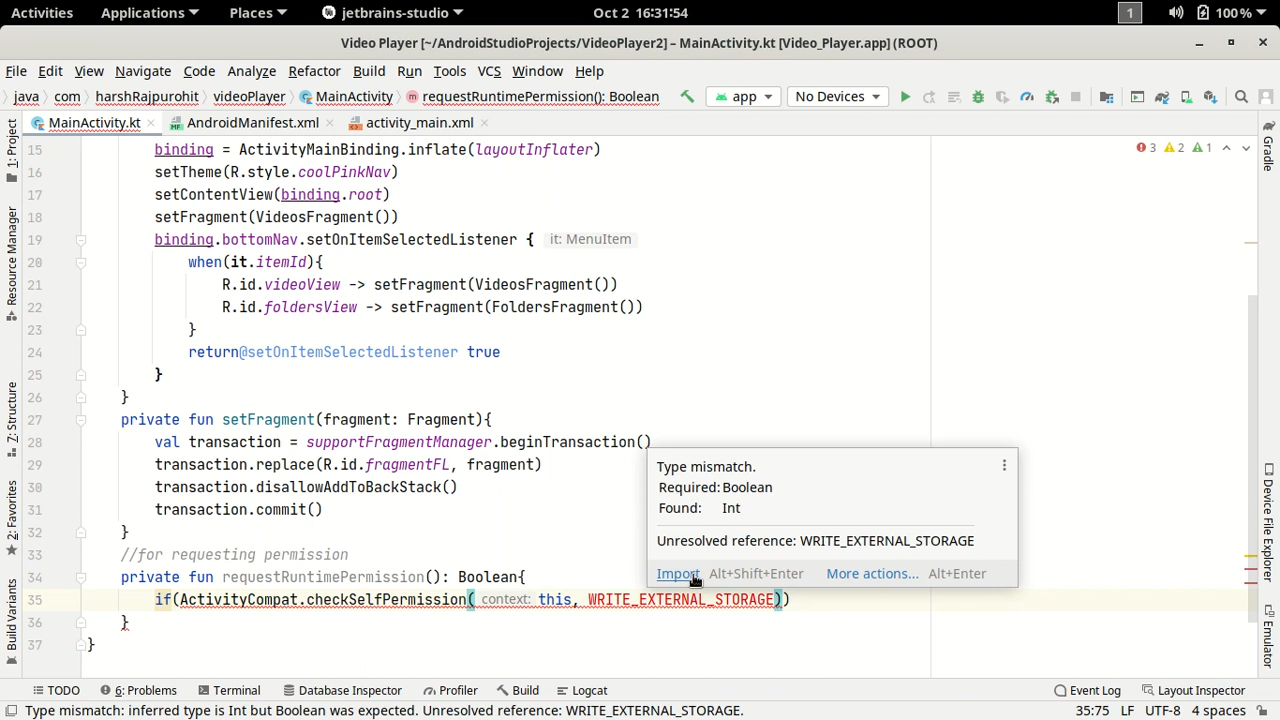 Activities Applications Places jetbrains-studio Oct 2 16:31:54 1 100%
Video Player [~/AndroidStudioProjects/VideoPlayer2] – MainActivity.kt [Video_Player.app] (ROOT)
File Edit View Navigate Code Analyze Refactor Build Run Tools VCS Window Help
java com harshRajpurohit videoPlayer MainActivity requestRuntimePermission(): Boolean app No Devices
MainActivity.kt AndroidManifest.xml activity_main.xml
3 2 1
15 binding = ActivityMainBinding.inflate(layoutInflater)
16 setTheme(R.style.coolPinkNav)
17 setContentView(binding.root)
18 setFragment(VideosFragment())
19 binding.bottomNav.setOnItemSelectedListener { it: MenuItem
20 when(it.itemId){
21 R.id.videoView -> setFragment(VideosFragment())
22 R.id.foldersView -> setFragment(FoldersFragment())
23 }
24 return@setOnItemSelectedListener true
25 }
26 }
27 private fun setFragment(fragment: Fragment){
28 val transaction = supportFragmentManager.beginTransaction()
29 transaction.replace(R.id.fragmentFL, fragment)
30 transaction.disallowAddToBackStack()
31 transaction.commit()
32 }
33 //for requesting permission
34 private fun requestRuntimePermission(): Boolean{
35 if(ActivityCompat.checkSelfPermission( context: this, WRITE_EXTERNAL_STORAGE))
36 }
37 }
Type mismatch.
Required: Boolean
Found: Int
Unresolved reference: WRITE_EXTERNAL_STORAGE
Import Alt+Shift+Enter More actions... Alt+Enter
1: Project
Resource Manager
7: Structure
2: Favorites
Build Variants
Gradle
Device File Explorer
Emulator
TODO 6: Problems Terminal Database Inspector Profiler Build Logcat Event Log Layout Inspector
Type mismatch: inferred type is Int but Boolean was expected. Unresolved reference: WRITE_EXTERNAL_STORAGE. 35:75 LF UTF-8 4 spaces